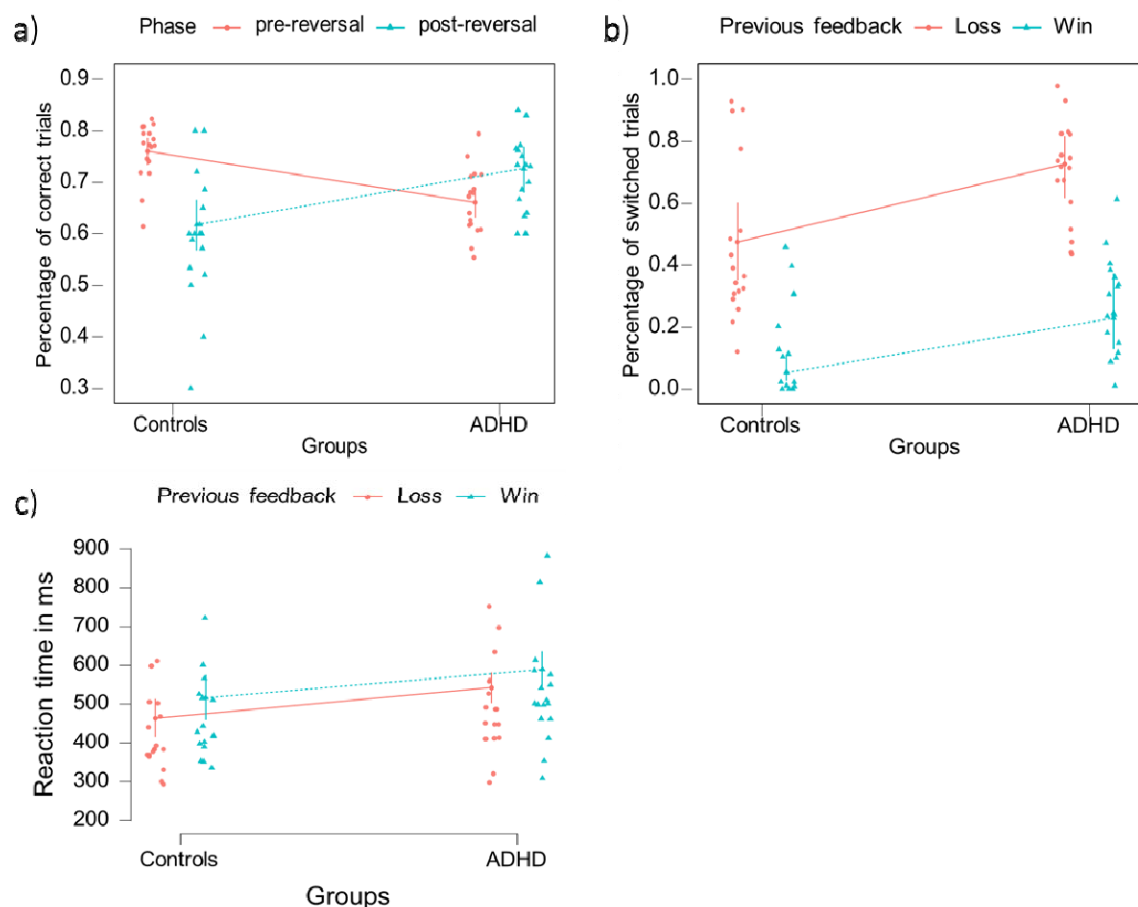 a)
Phase pre-reversal post-reversal
Percentage of correct trials
0.9
0.8
0.7
0.6
0.5
0.4
0.3
Controls ADHD
Groups
b)
Previous feedback Loss Win
Percentage of switched trials
1.0
0.8
0.6
0.4
0.2
0.0
Controls ADHD
Groups
c)
Previous feedback Loss Win
Reaction time in ms
900
800
700
600
500
400
300
200
Controls ADHD
Groups